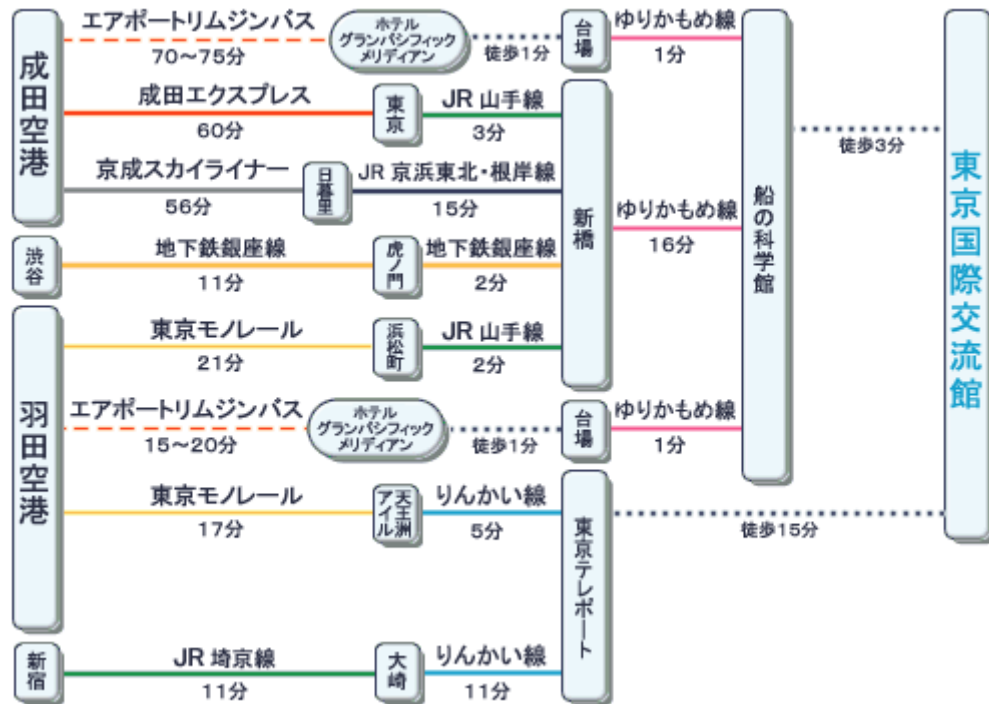 成田空港
エアポートリムジンバス
70～75分
ホテル
グランパシフィック
メリディアン
徒歩1分
台場
ゆりかもめ線
1分
成田エクスプレス
60分
東京
JR 山手線
3分
京成スカイライナー
56分
日暮里
JR 京浜東北・根岸線
15分
新橋
ゆりかもめ線
16分
船の科学館
徒歩3分
東京国際交流館
渋谷
地下鉄銀座線
11分
虎ノ門
地下鉄銀座線
2分
羽田空港
東京モノレール
21分
浜松町
JR 山手線
2分
エアポートリムジンバス
15～20分
ホテル
グランパシフィック
メリディアン
徒歩1分
台場
ゆりかもめ線
1分
東京モノレール
17分
天王洲
アイル
りんかい線
5分
東京テレポート
徒歩15分
新宿
JR 埼京線
11分
大崎
りんかい線
11分